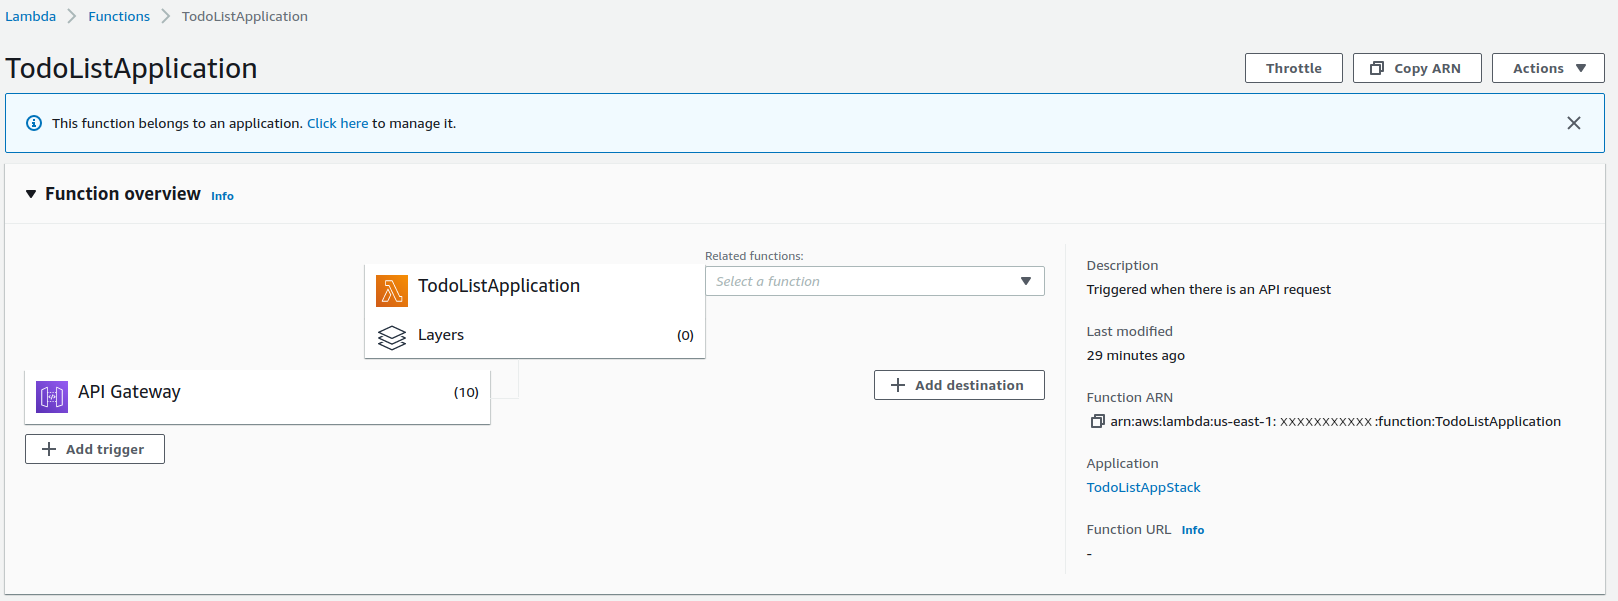 Lambda > Functions > TodoListApplication
TodoListApplication
Throttle
Copy ARN
Actions
This function belongs to an application. Click here to manage it.
Function overview Info
Related functions:
Select a function
TodoListApplication
Layers (0)
API Gateway (10)
Add trigger
Add destination
Description
Triggered when there is an API request
Last modified
29 minutes ago
Function ARN
arn:aws:lambda:us-east-1: XXXXXXXXXXX :function:TodoListApplication
Application
TodoListAppStack
Function URL Info
-